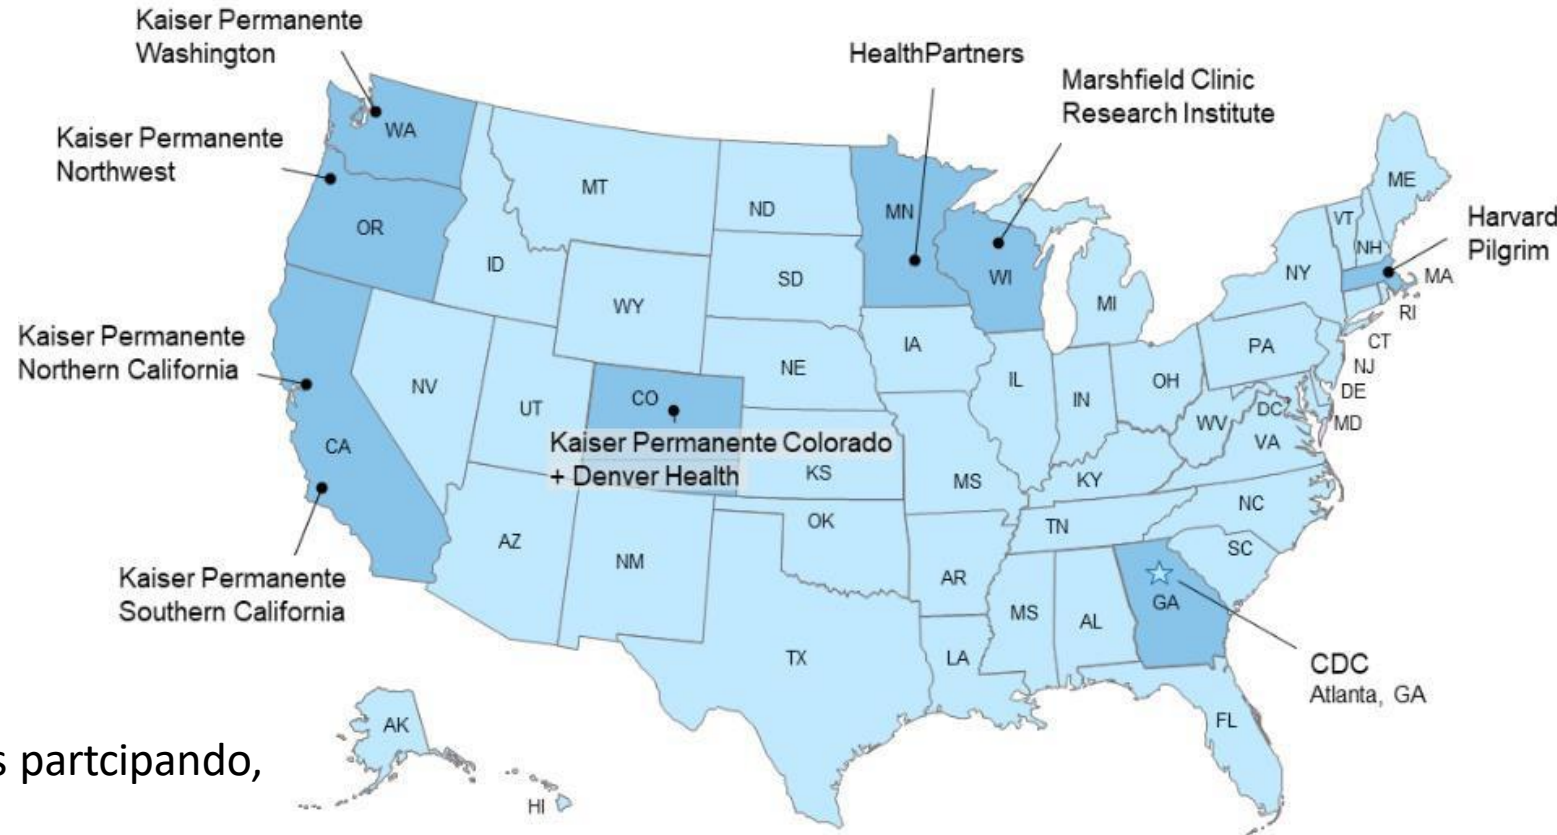 Kaiser Permanente
Washington
HealthPartners
Marshfield Clinic
Research Institute
Kaiser Permanente
Northwest
Harvard
Pilgrim
Kaiser Permanente
Northern California
Kaiser Permanente Colorado
+ Denver Health
Kaiser Permanente
Southern California
CDC
Atlanta, GA
WA
OR
CA
ID
NV
MT
WY
UT
CO
AZ
NM
ND
SD
NE
KS
OK
TX
MN
IA
MS
AR
LA
WI
IL
MI
IN
OH
KY
TN
MS
AL
GA
FL
SC
NC
VA
WV
DC
MD
DE
NJ
PA
NY
CT
RI
MA
VT
NH
ME
AK
HI
s partcipando,